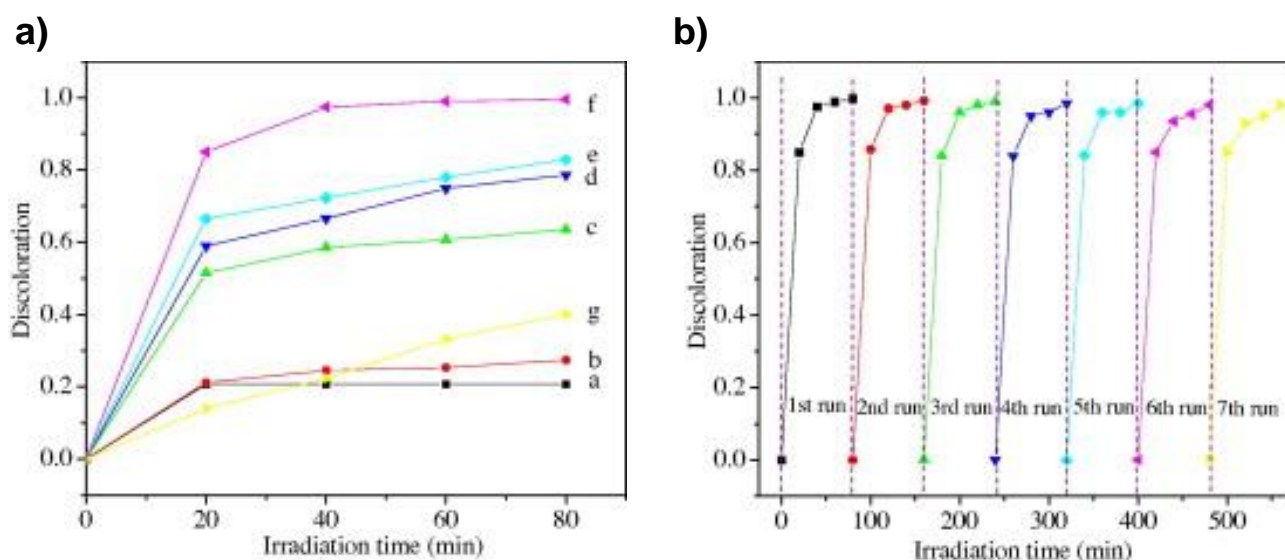 a)
b)
Discoloration
1.0
0.8
0.6
0.4
0.2
0.0
f
e
d
c
g
b
a
0
20
40
60
80
Irradiation time (min)
Discoloration
1.0
0.8
0.6
0.4
0.2
0.0
1st run
2nd run
3rd run
4th run
5th run
6th run
7th run
0
100
200
300
400
500
Irradiation time (min)